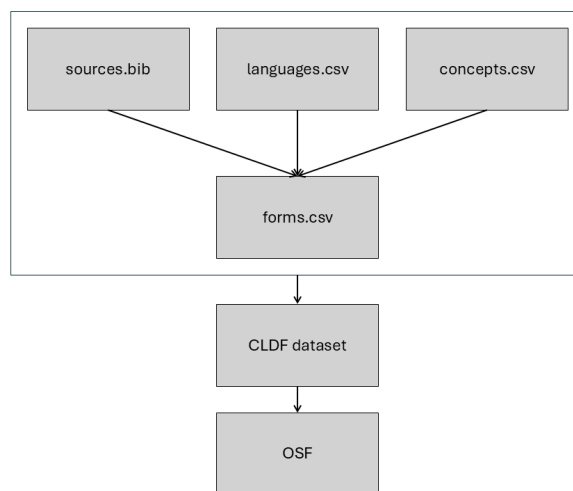 sources.bib
languages.csv
concepts.csv
forms.csv
CLDF dataset
OSF